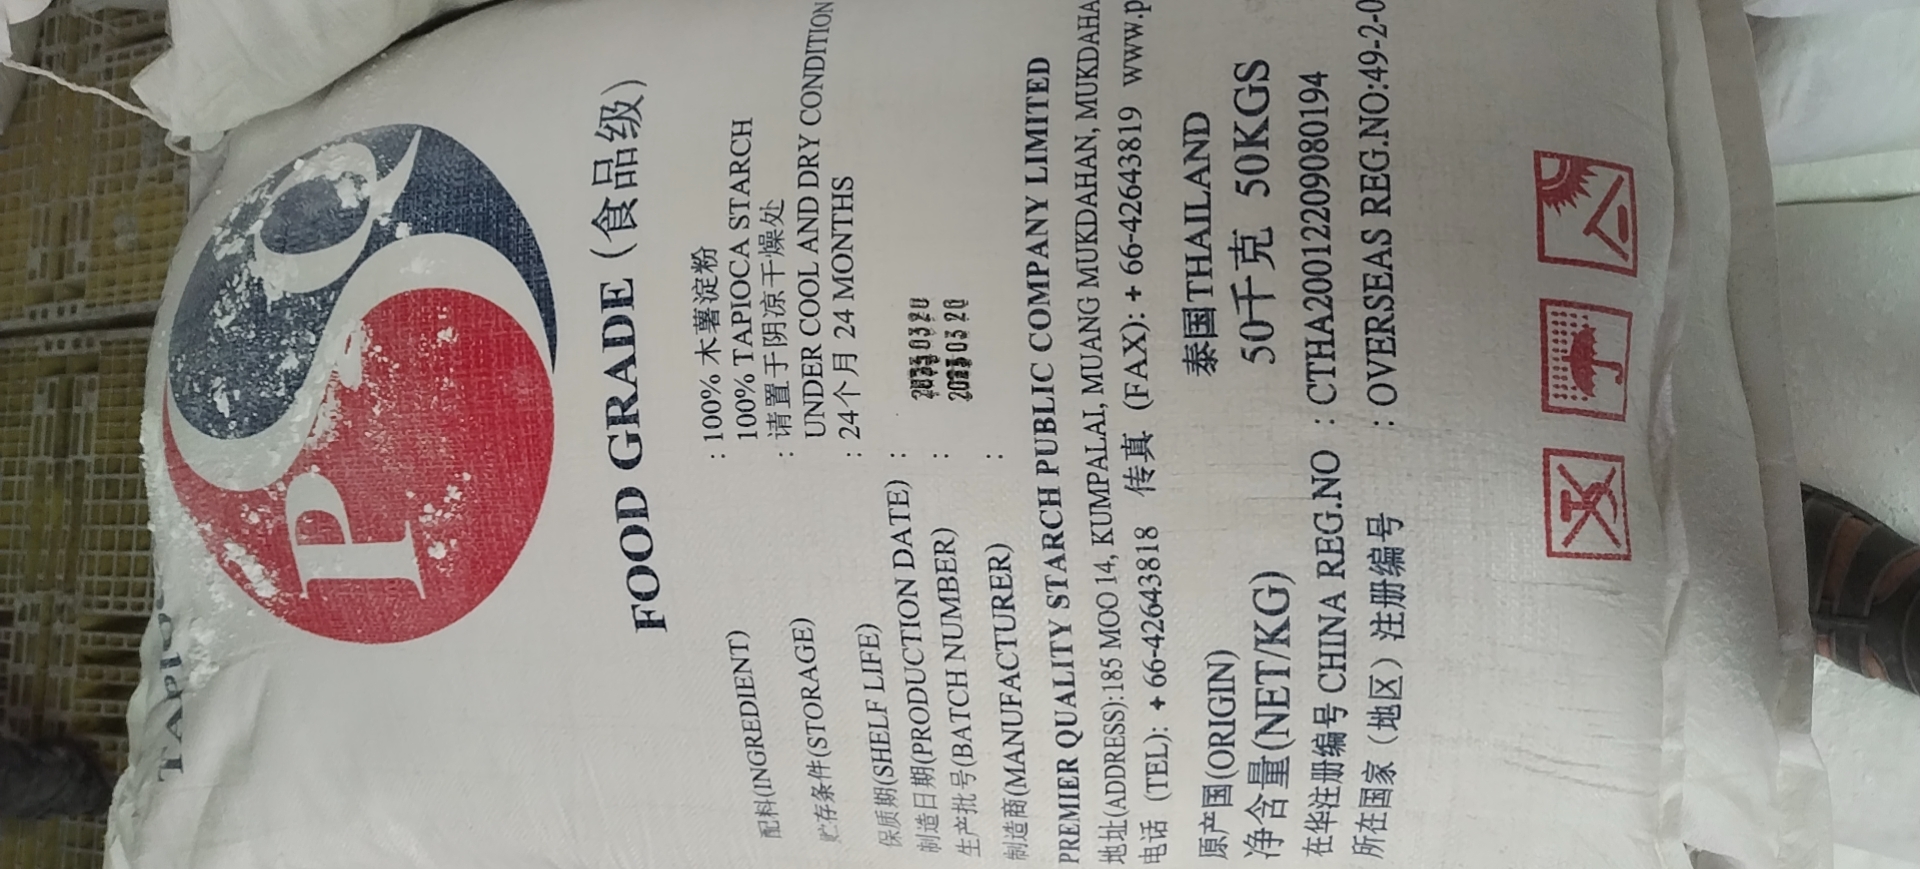 TAPIO
PSQ
FOOD GRADE (食品级)
配料(INGREDIENT) : 100% 木薯淀粉
100% TAPIOCA STARCH
贮存条件(STORAGE) : 请置于阴凉干燥处
UNDER COOL AND DRY CONDITION
保质期(SHELF LIFE) : 24个月 24 MONTHS
制造日期(PRODUCTION DATE) :
生产批号(BATCH NUMBER) :
制造商(MANUFACTURER) :
PREMIER QUALITY STARCH PUBLIC COMPANY LIMITED
地址(ADDRESS):185 MOO 14, KUMPALAI, MUANG MUKDAHAN, MUKDAHA
电话 (TEL): + 66-42643818 传真 (FAX): + 66-42643819 www.p
原产国(ORIGIN) 泰国THAILAND
净含量(NET/KG) 50千克 50KGS
在华注册编号 CHINA REG.NO : CTHA20012209080194
所在国家（地区）注册编号 : OVERSEAS REG.NO:49-2-0